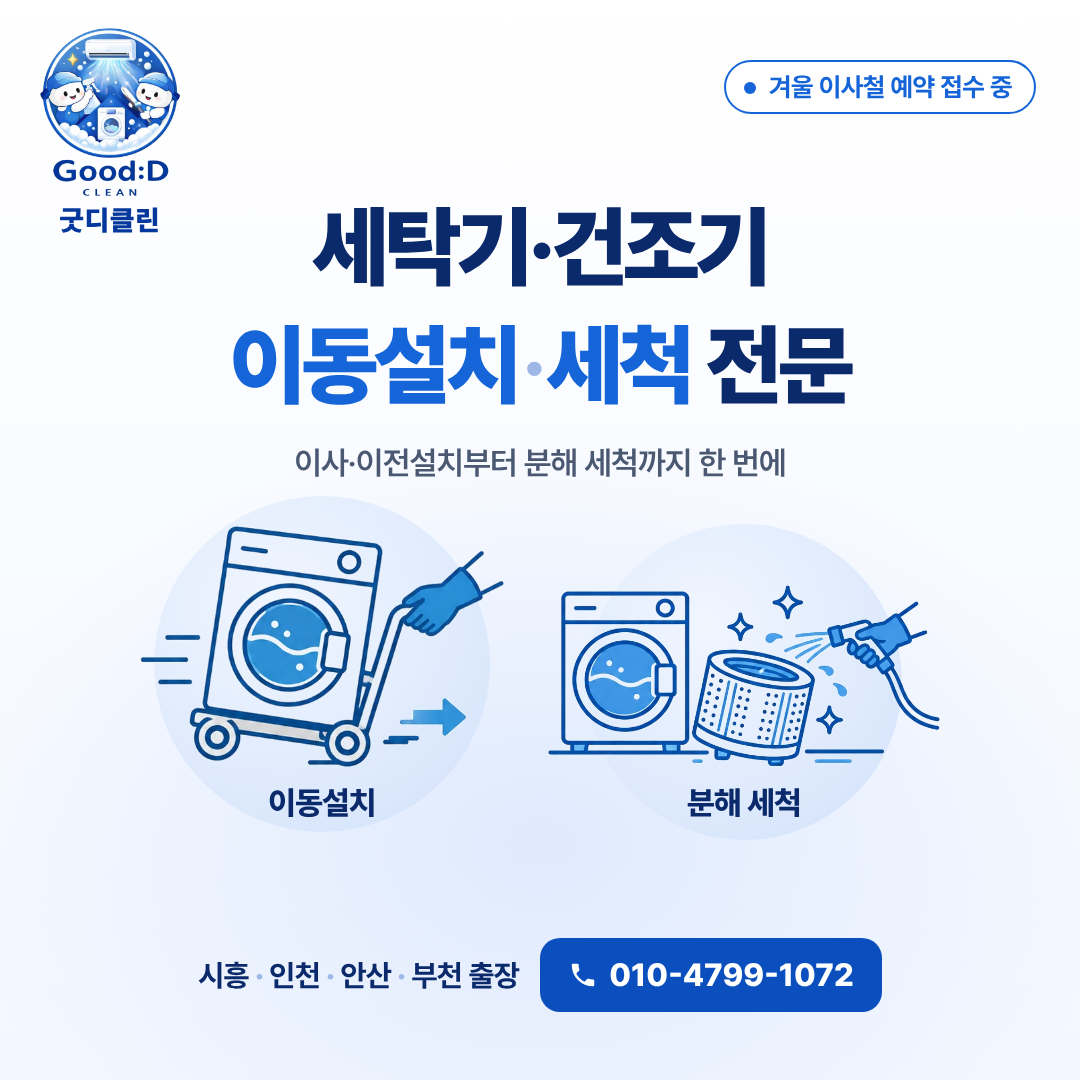 Good:D
CLEAN
굿디클린
겨울 이사철 예약 접수 중
세탁기·건조기
이동설치·세척 전문
이사·이전설치부터 분해 세척까지 한 번에
이동설치
분해 세척
시흥·인천·안산·부천 출장
010-4799-1072